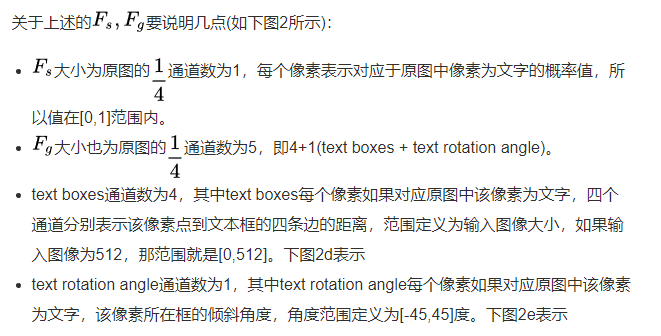 关于上述的F_s, F_g要说明几点(如下图2所示)：
• F_s大小为原图的1/4通道数为1，每个像素表示对应于原图中像素为文字的概率值，所
以值在[0,1]范围内。
• F_g大小也为原图的1/4通道数为5，即4+1(text boxes + text rotation angle)。
• text boxes通道数为4，其中text boxes每个像素如果对应原图中该像素为文字，四个
通道分别表示该像素点到文本框的四条边的距离，范围定义为输入图像大小，如果输
入图像为512，那范围就是[0,512]。下图2d表示
• text rotation angle通道数为1，其中text rotation angle每个像素如果对应原图中该像素
为文字，该像素所在框的倾斜角度，角度范围定义为[-45,45]度。下图2e表示